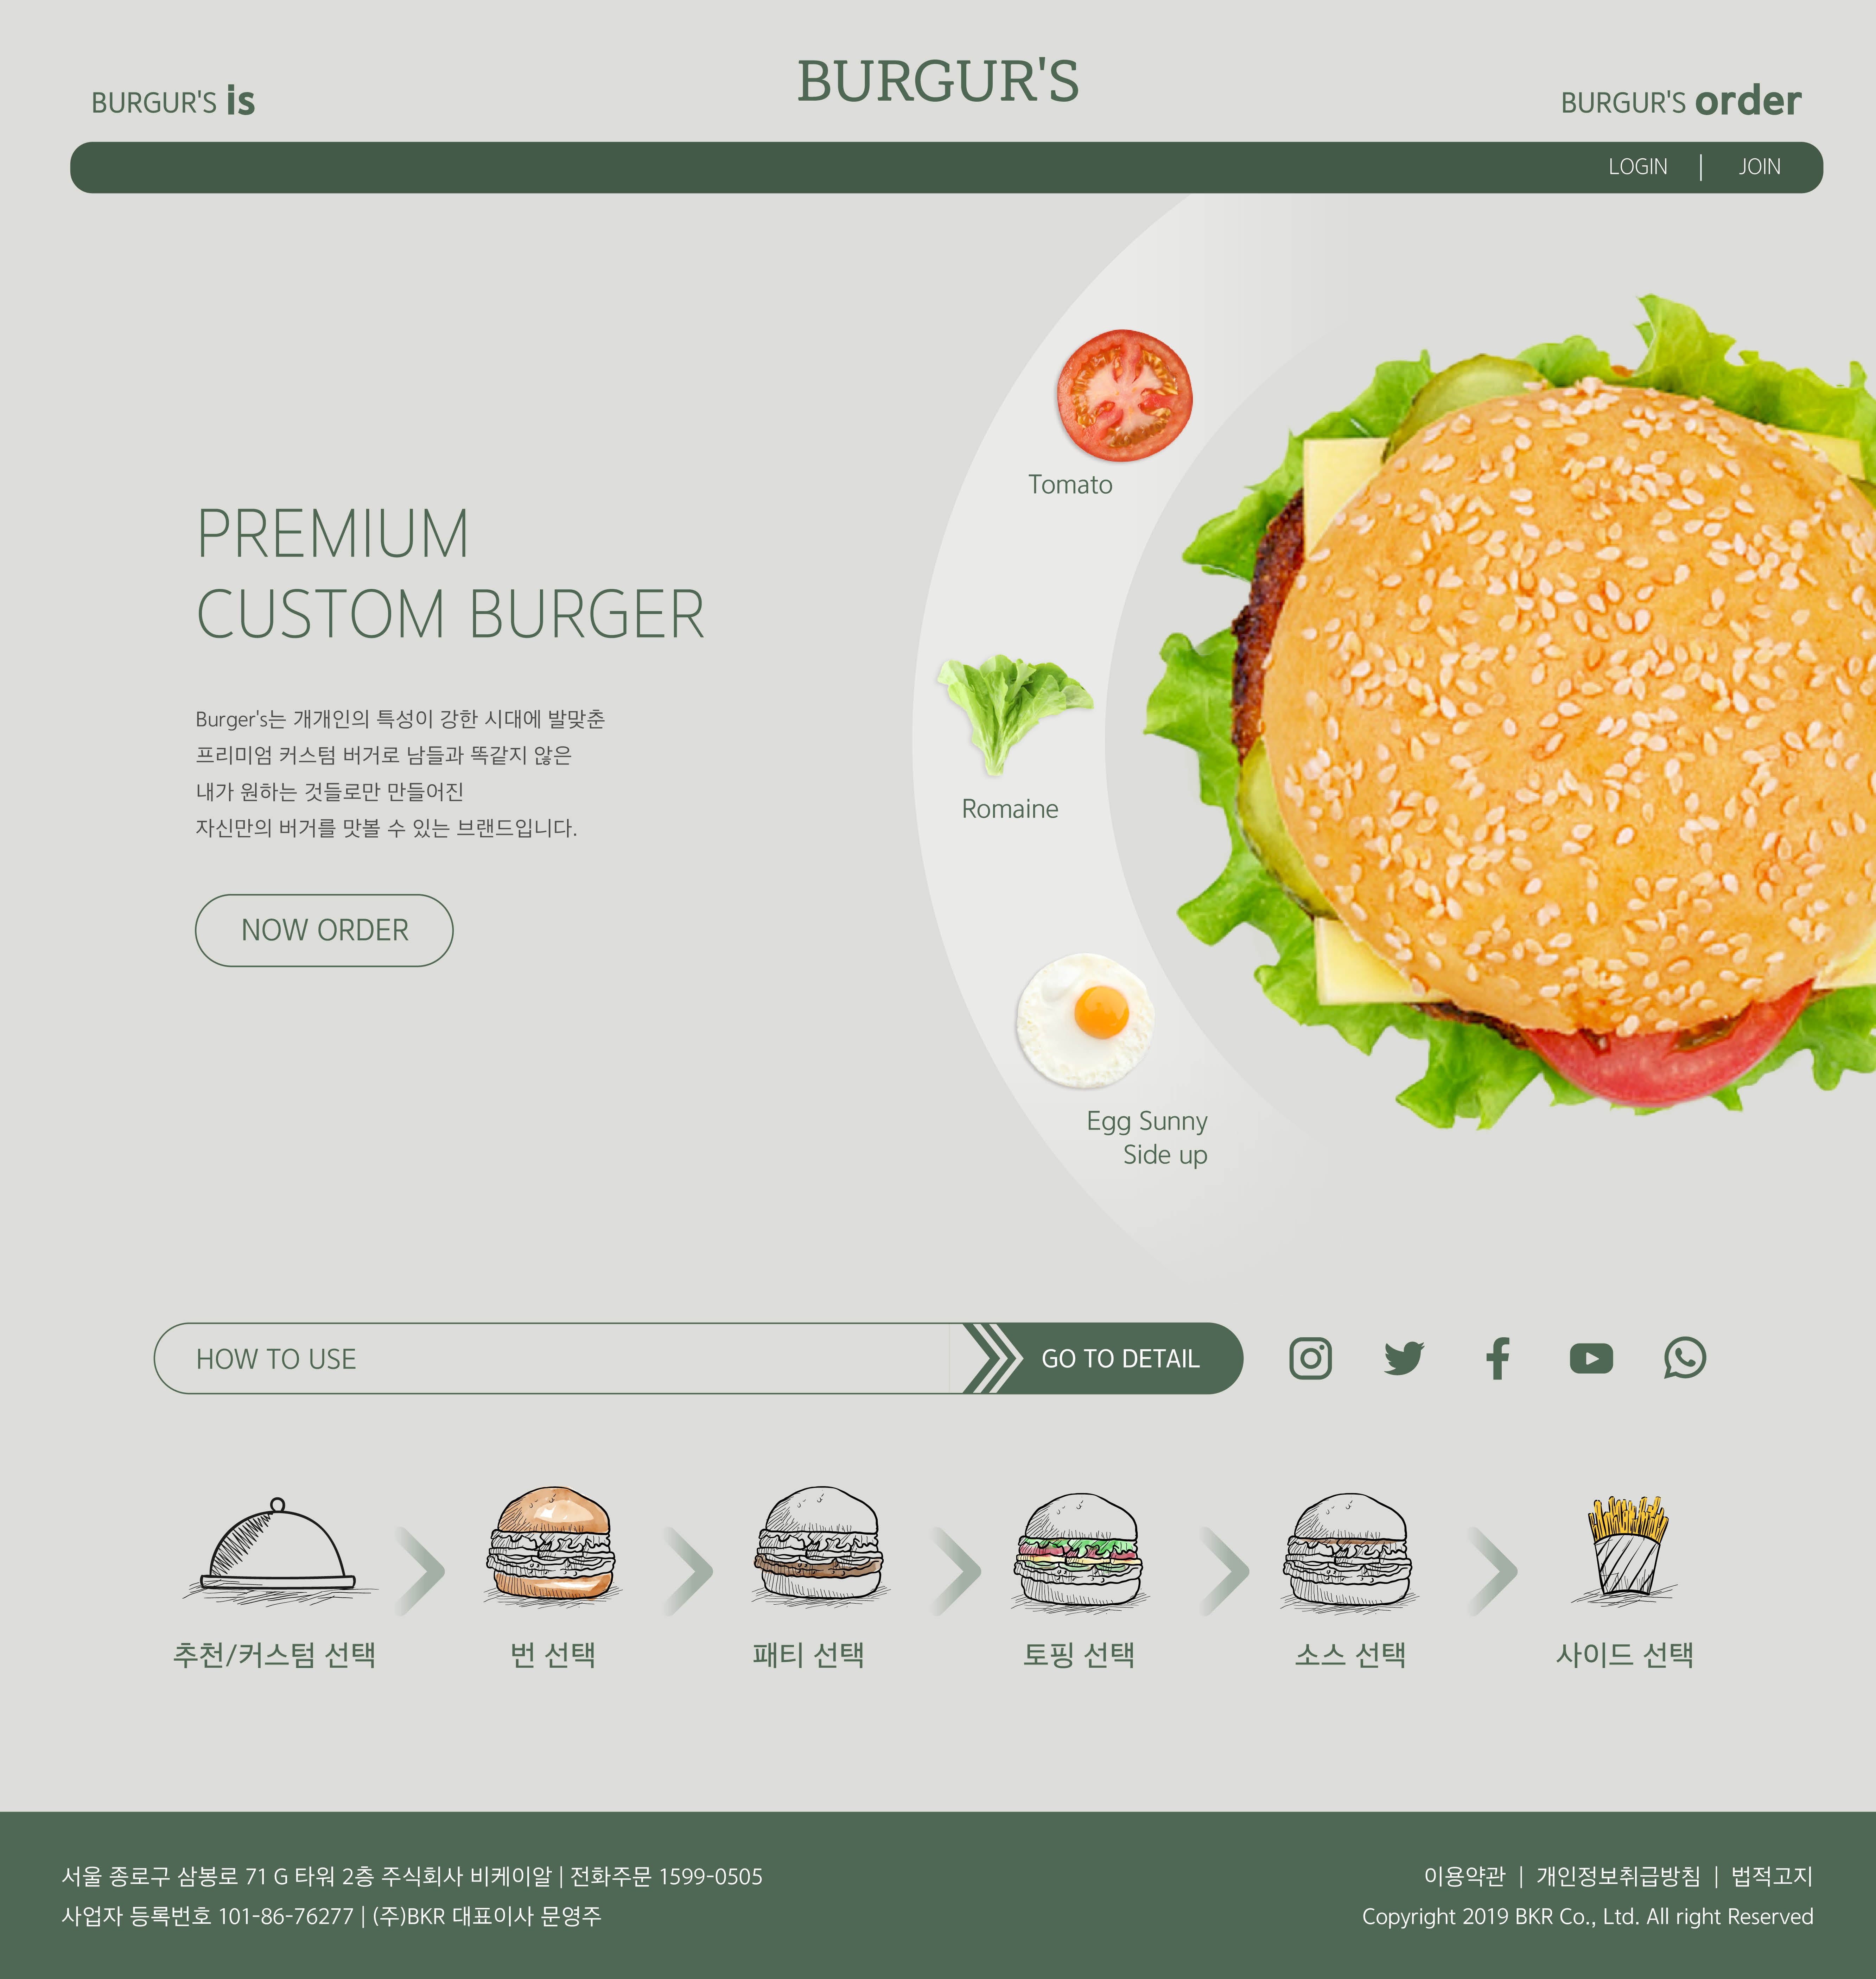 BURGUR'S is
BURGUR'S
BURGUR'S order
LOGIN | JOIN
PREMIUM
CUSTOM BURGER
Burger's는 개개인의 특성이 강한 시대에 발맞춘
프리미엄 커스텀 버거로 남들과 똑같지 않은
내가 원하는 것들로만 만들어진
자신만의 버거를 맛볼 수 있는 브랜드입니다.
NOW ORDER
Tomato
Romaine
Egg Sunny
Side up
HOW TO USE
GO TO DETAIL
추천/커스텀 선택
번 선택
패티 선택
토핑 선택
소스 선택
사이드 선택
서울 종로구 삼봉로 71 G 타워 2층 주식회사 비케이알 | 전화주문 1599-0505
사업자 등록번호 101-86-76277 | (주)BKR 대표이사 문영주
이용약관 | 개인정보취급방침 | 법적고지
Copyright 2019 BKR Co., Ltd. All right Reserved